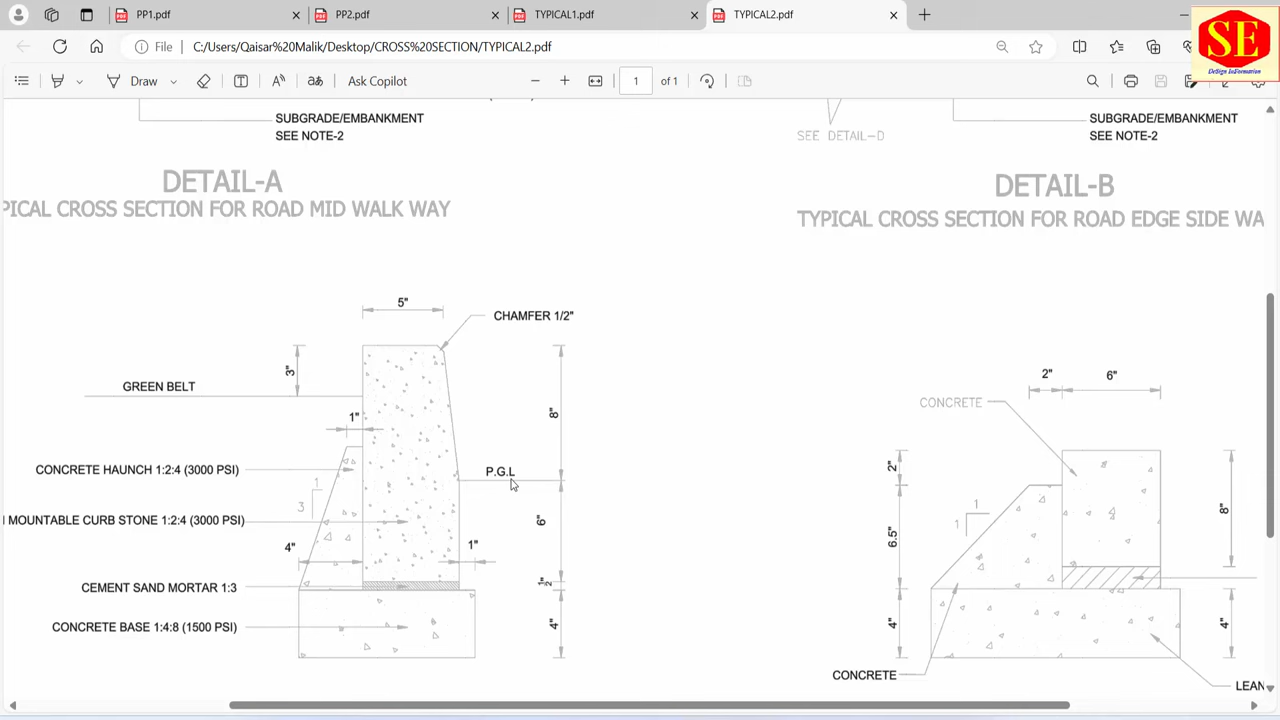 PP1.pdf
PP2.pdf
TYPICAL1.pdf
TYPICAL2.pdf
File
C:/Users/Qaisar%20Malik/Desktop/CROSS%20SECTION/TYPICAL2.pdf
SE
DeSign InFormation
Draw
Ask Copilot
1
of 1
SUBGRADE/EMBANKMENT
SEE NOTE-2
SEE DETAIL-D
SUBGRADE/EMBANKMENT
SEE NOTE-2
DETAIL-A
PICAL CROSS SECTION FOR ROAD MID WALK WAY
DETAIL-B
TYPICAL CROSS SECTION FOR ROAD EDGE SIDE WA
5"
CHAMFER 1/2"
3"
GREEN BELT
1"
8"
CONCRETE HAUNCH 1:2:4 (3000 PSI)
P.G.L
1
3
MOUNTABLE CURB STONE 1:2:4 (3000 PSI)
6"
4"
1"
CEMENT SAND MORTAR 1:3
1/2"
CONCRETE BASE 1:4:8 (1500 PSI)
4"
2"
6"
CONCRETE
2"
8"
1
1
6.5"
4"
4"
CONCRETE
LEAN